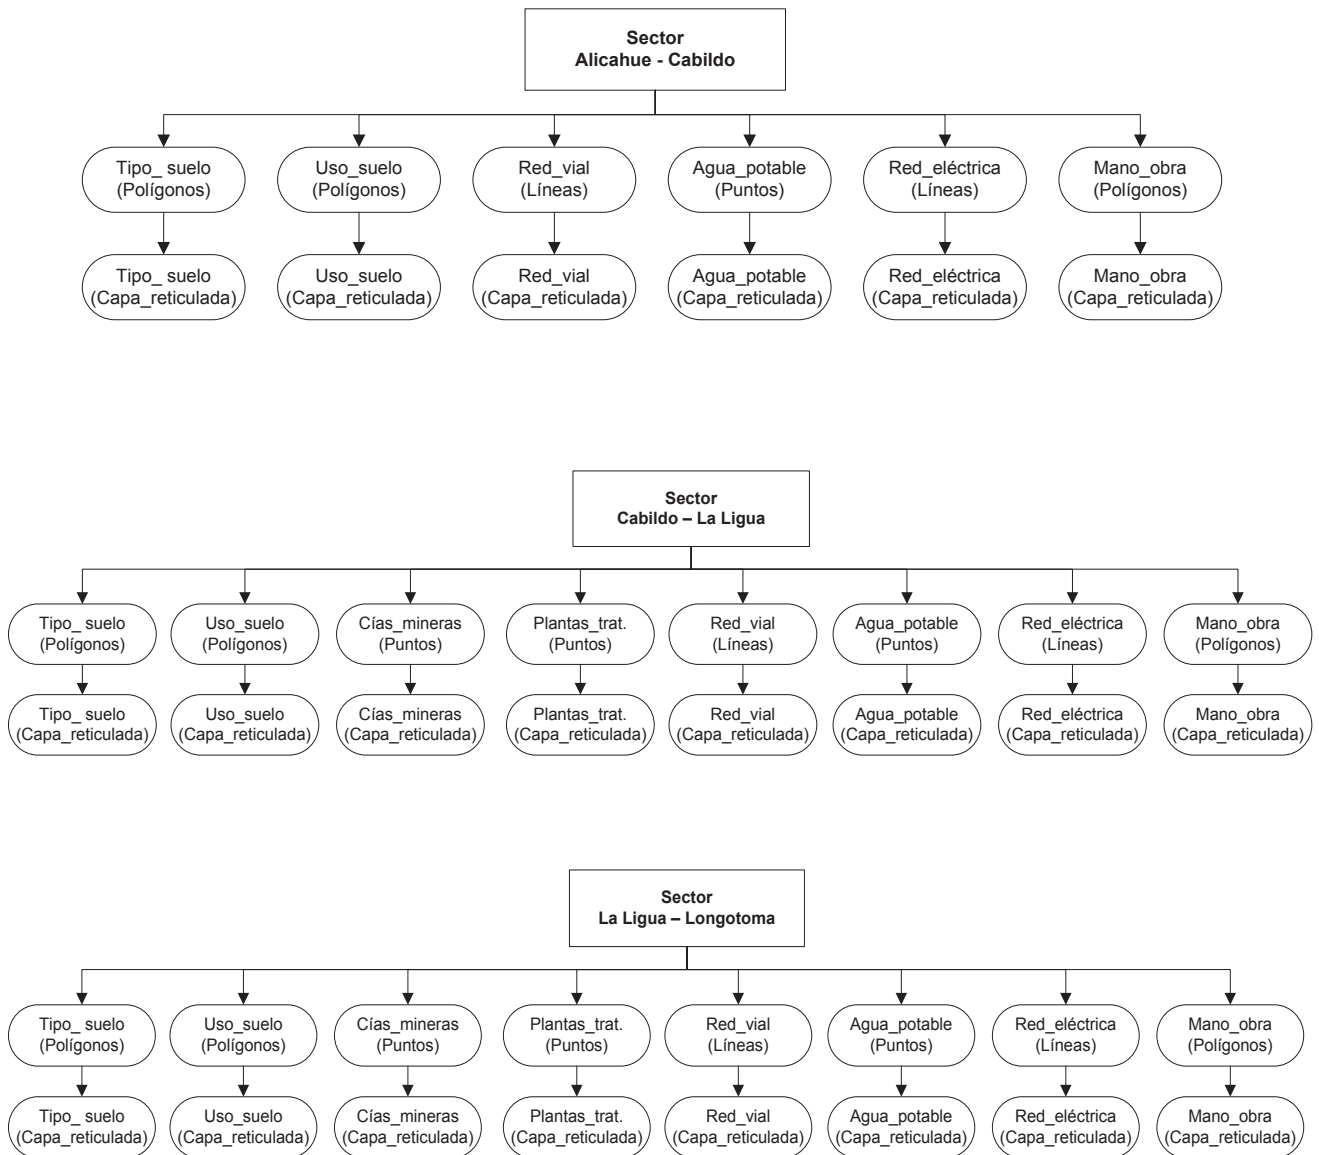 Sector
Alicahue - Cabildo
Tipo_ suelo
(Polígonos)
Uso_suelo
(Polígonos)
Red_vial
(Líneas)
Agua_potable
(Puntos)
Red_eléctrica
(Líneas)
Mano_obra
(Polígonos)
Tipo_ suelo
(Capa_reticulada)
Uso_suelo
(Capa_reticulada)
Red_vial
(Capa_reticulada)
Agua_potable
(Capa_reticulada)
Red_eléctrica
(Capa_reticulada)
Mano_obra
(Capa_reticulada)
Sector
Cabildo – La Ligua
Tipo_ suelo
(Polígonos)
Uso_suelo
(Polígonos)
Cías_mineras
(Puntos)
Plantas_trat.
(Puntos)
Red_vial
(Líneas)
Agua_potable
(Puntos)
Red_eléctrica
(Líneas)
Mano_obra
(Polígonos)
Tipo_ suelo
(Capa_reticulada)
Uso_suelo
(Capa_reticulada)
Cías_mineras
(Capa_reticulada)
Plantas_trat.
(Capa_reticulada)
Red_vial
(Capa_reticulada)
Agua_potable
(Capa_reticulada)
Red_eléctrica
(Capa_reticulada)
Mano_obra
(Capa_reticulada)
Sector
La Ligua – Longotoma
Tipo_ suelo
(Polígonos)
Uso_suelo
(Polígonos)
Cías_mineras
(Puntos)
Plantas_trat.
(Puntos)
Red_vial
(Líneas)
Agua_potable
(Puntos)
Red_eléctrica
(Líneas)
Mano_obra
(Polígonos)
Tipo_ suelo
(Capa_reticulada)
Uso_suelo
(Capa_reticulada)
Cías_mineras
(Capa_reticulada)
Plantas_trat.
(Capa_reticulada)
Red_vial
(Capa_reticulada)
Agua_potable
(Capa_reticulada)
Red_eléctrica
(Capa_reticulada)
Mano_obra
(Capa_reticulada)